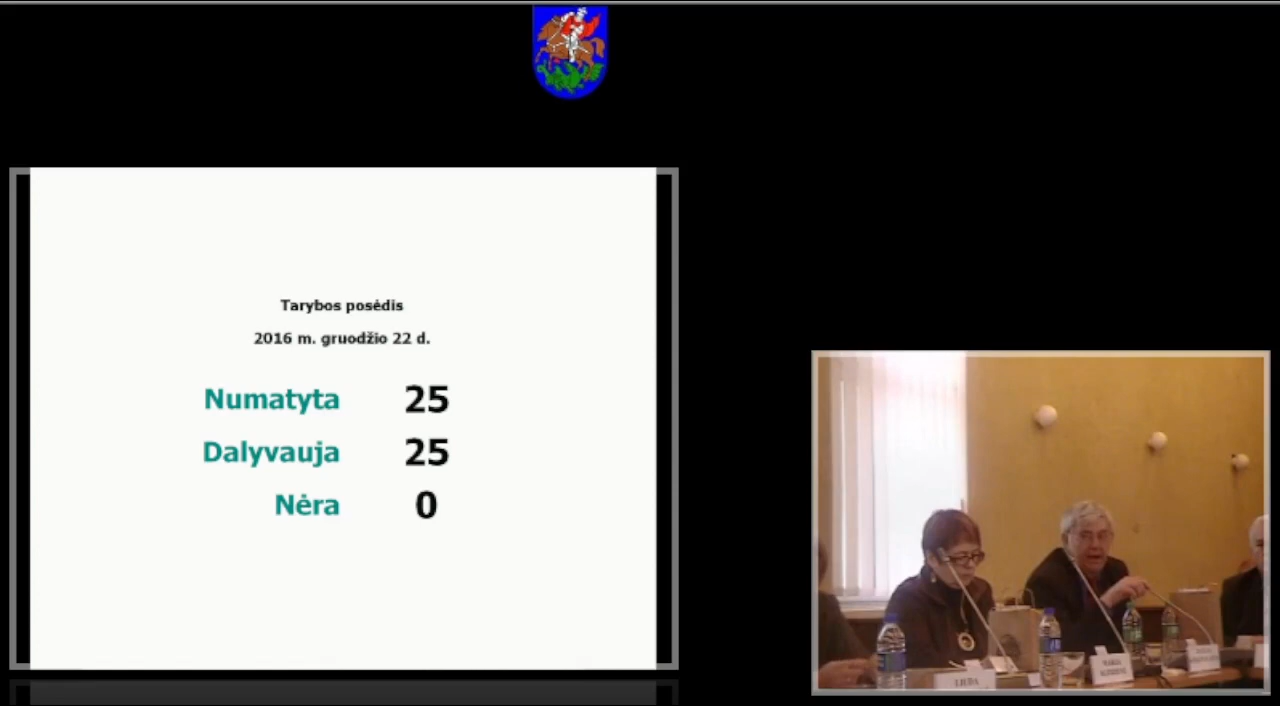 Tarybos posėdis
2016 m. gruodžio 22 d.
Numatyta 25
Dalyvauja 25
Nėra 0